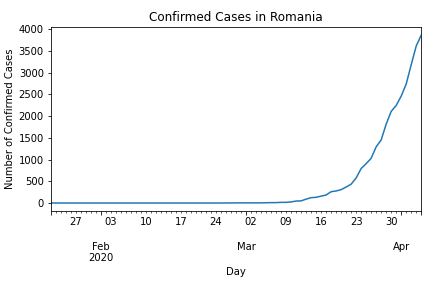 Confirmed Cases in Romania
Number of Confirmed Cases
4000
3500
3000
2500
2000
1500
1000
500
0
27 03 10 17 24 02 09 16 23 30
Feb Mar Apr
2020
Day